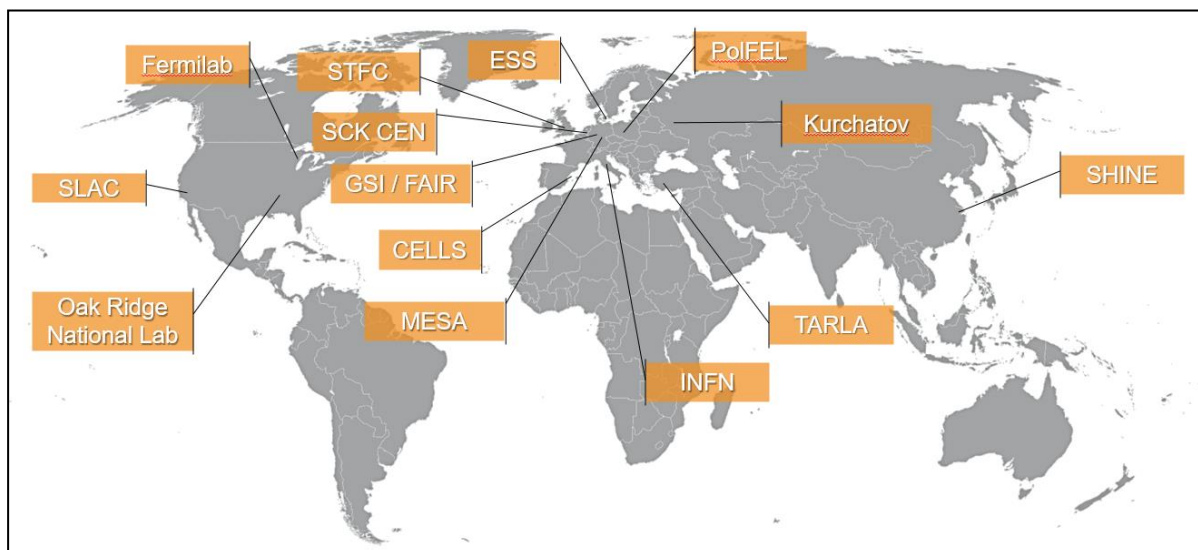 Fermilab
STFC
ESS
PolFEL
SCK CEN
Kurchatov
SLAC
GSI / FAIR
SHINE
CELLS
Oak Ridge
National Lab
MESA
TARLA
INFN